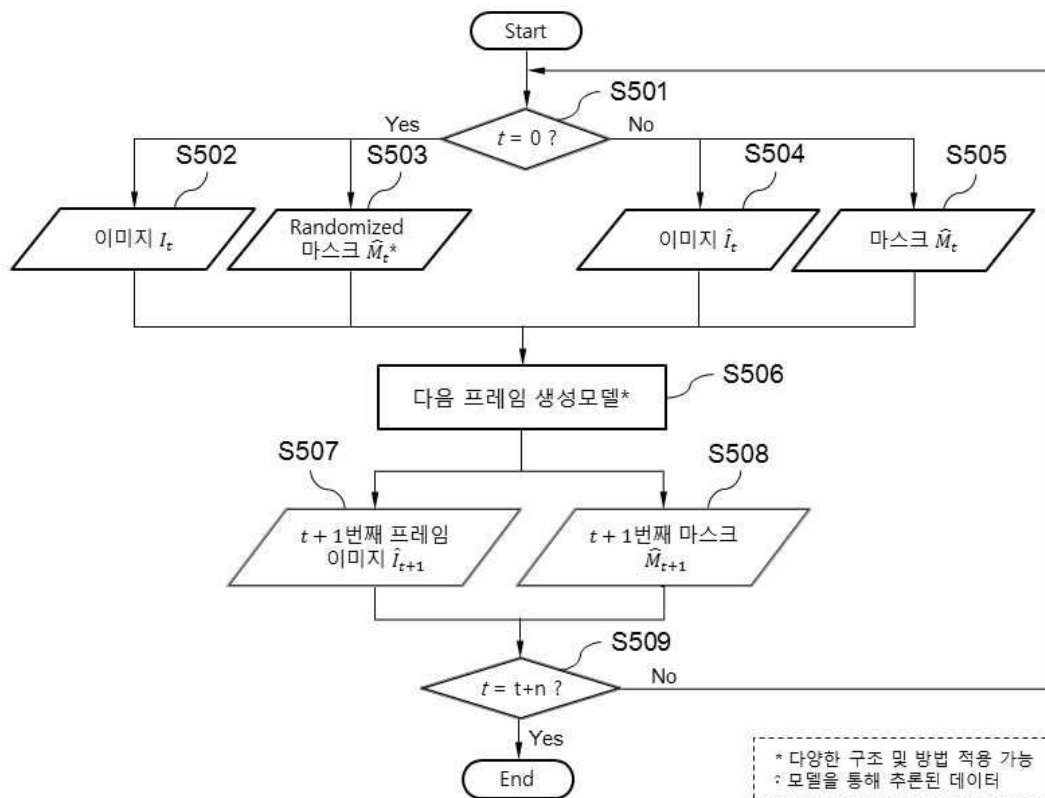 Start
S501
Yes
t = 0 ?
No
S502
S503
S504
S505
이미지 I_t
Randomized
마스크 M̂_t*
이미지 Î_t
마스크 M̂_t
다음 프레임 생성모델*
S506
S507
S508
t + 1번째 프레임
이미지 Î_{t+1}
t + 1번째 마스크
M̂_{t+1}
S509
t = t+n ?
No
Yes
End
* 다양한 구조 및 방법 적용 가능
: 모델을 통해 추론된 데이터